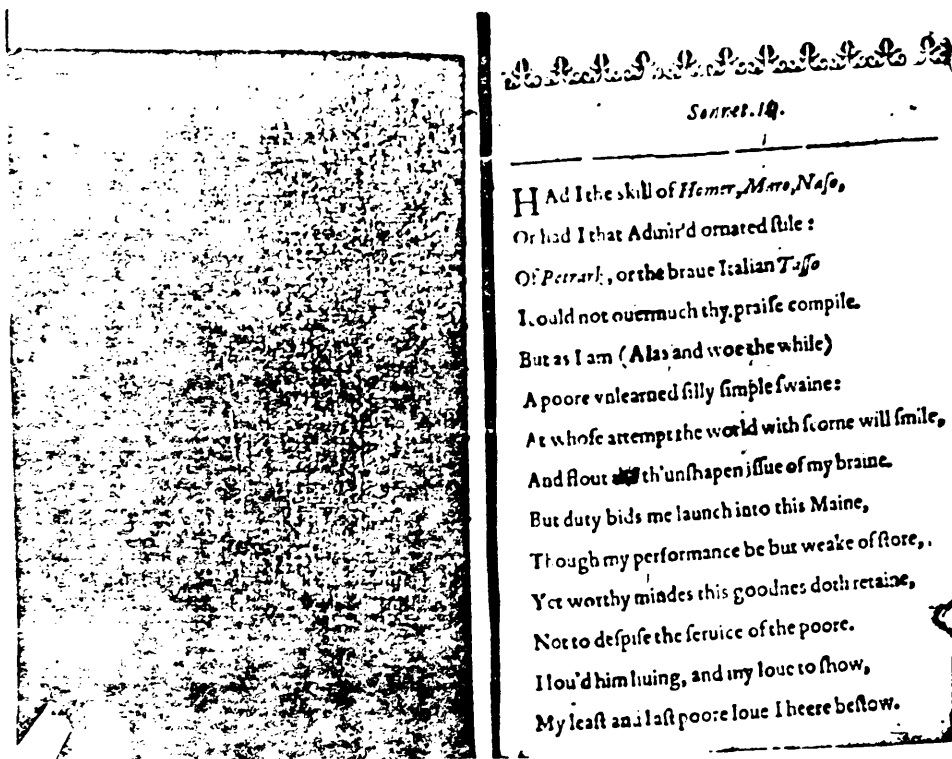 Sonnet.
HAd I the skill of Homer, Maro, Naſo,
Or had I that Admir'd ornated ſtile:
Of Petrark, or the braue Italian Taſſo
I could not ouermuch thy praiſe compile.
But as I am (Alas and woe the while)
A poore vnlearned ſilly ſimple ſwaine:
At whoſe attempt the world with ſcorne will ſmile,
And flout th'unſhapen iſſue of my braine.
But duty bids me launch into this Maine,
Though my performance be but weake of ſtore,
Yet worthy mindes this goodnes doth retaine,
Not to deſpiſe the ſeruice of the poore.
I lou'd him liuing, and my loue to ſhow,
My leaſt and laſt poore loue I heere beſtow.